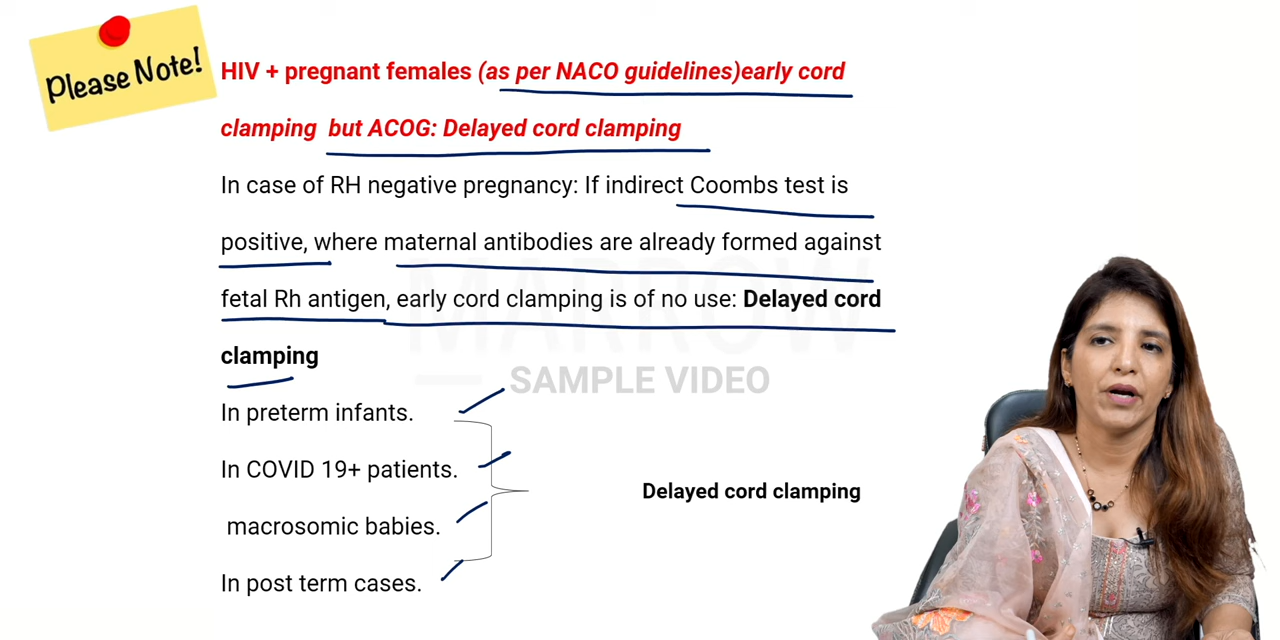 Please Note!
HIV + pregnant females (as per NACO guidelines)early cord
clamping but ACOG: Delayed cord clamping
In case of RH negative pregnancy: If indirect Coombs test is
positive, where maternal antibodies are already formed against
fetal Rh antigen, early cord clamping is of no use: Delayed cord
clamping
MARROW
SAMPLE VIDEO
In preterm infants.
In COVID 19+ patients.
macrosomic babies.
In post term cases.
Delayed cord clamping